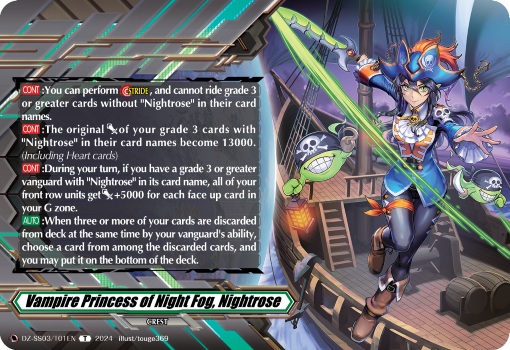 CONT:You can perform GSTRIDE, and cannot ride grade 3
or greater cards without "Nightrose" in their card
names.
CONT:The original of your grade 3 cards with
"Nightrose" in their card names become 13000.
(Including Heart cards)
CONT:During your turn, if you have a grade 3 or greater
vanguard with "Nightrose" in its card name, all of your
front row units get +5000 for each face up card in
your G zone.
AUTO:When three or more of your cards are discarded
from deck at the same time by your vanguard's ability,
choose a card from among the discarded cards, and
you may put it on the bottom of the deck.
Vampire Princess of Night Fog, Nightrose
CREST
DZ-SS03/T01EN T 2024 illust/touge369